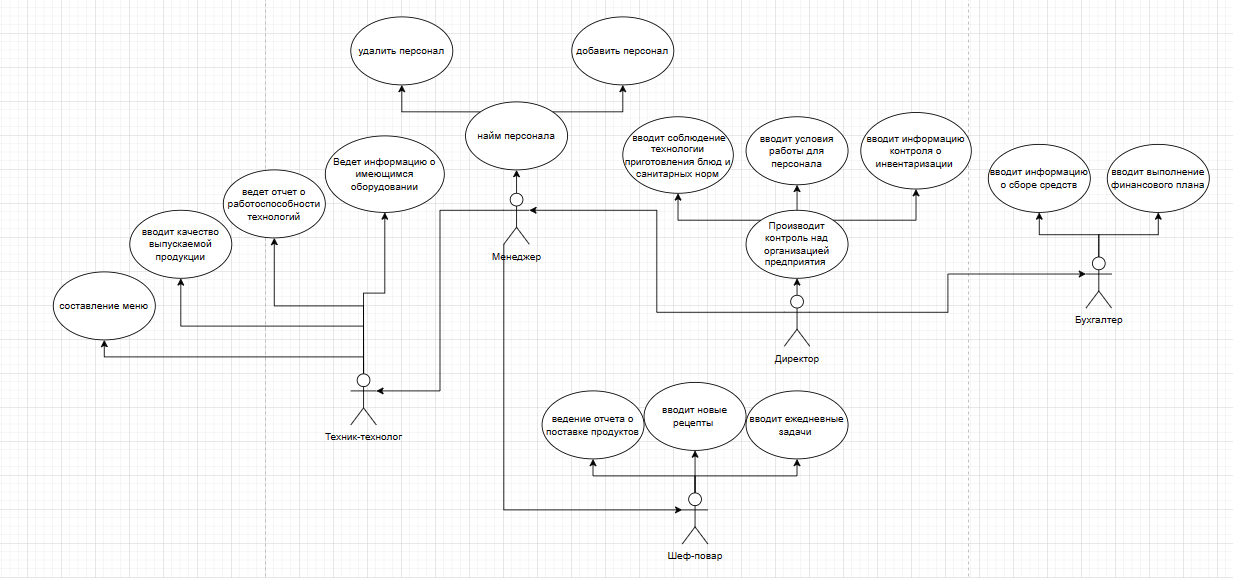 удалить персонал
добавить персонал
найм персонала
вводит соблюдение
технологии
приготовления блюд и
санитарных норм
вводит условия
работы для
персонала
вводит информацию
контроля о
инвентаризации
вводит информацию
о сборе средств
вводит выполнение
финансового плана
Ведет информацию о
имеющимся
оборудовании
ведет отчет о
работоспособности
технологий
вводит качество
выпускаемой
продукции
составление меню
Менеджер
Производит
контроль над
организацией
предприятия
Директор
Бухгалтер
Техник-технолог
ведение отчета о
поставке продуктов
вводит новые
рецепты
вводит ежедневные
задачи
Шеф-повар